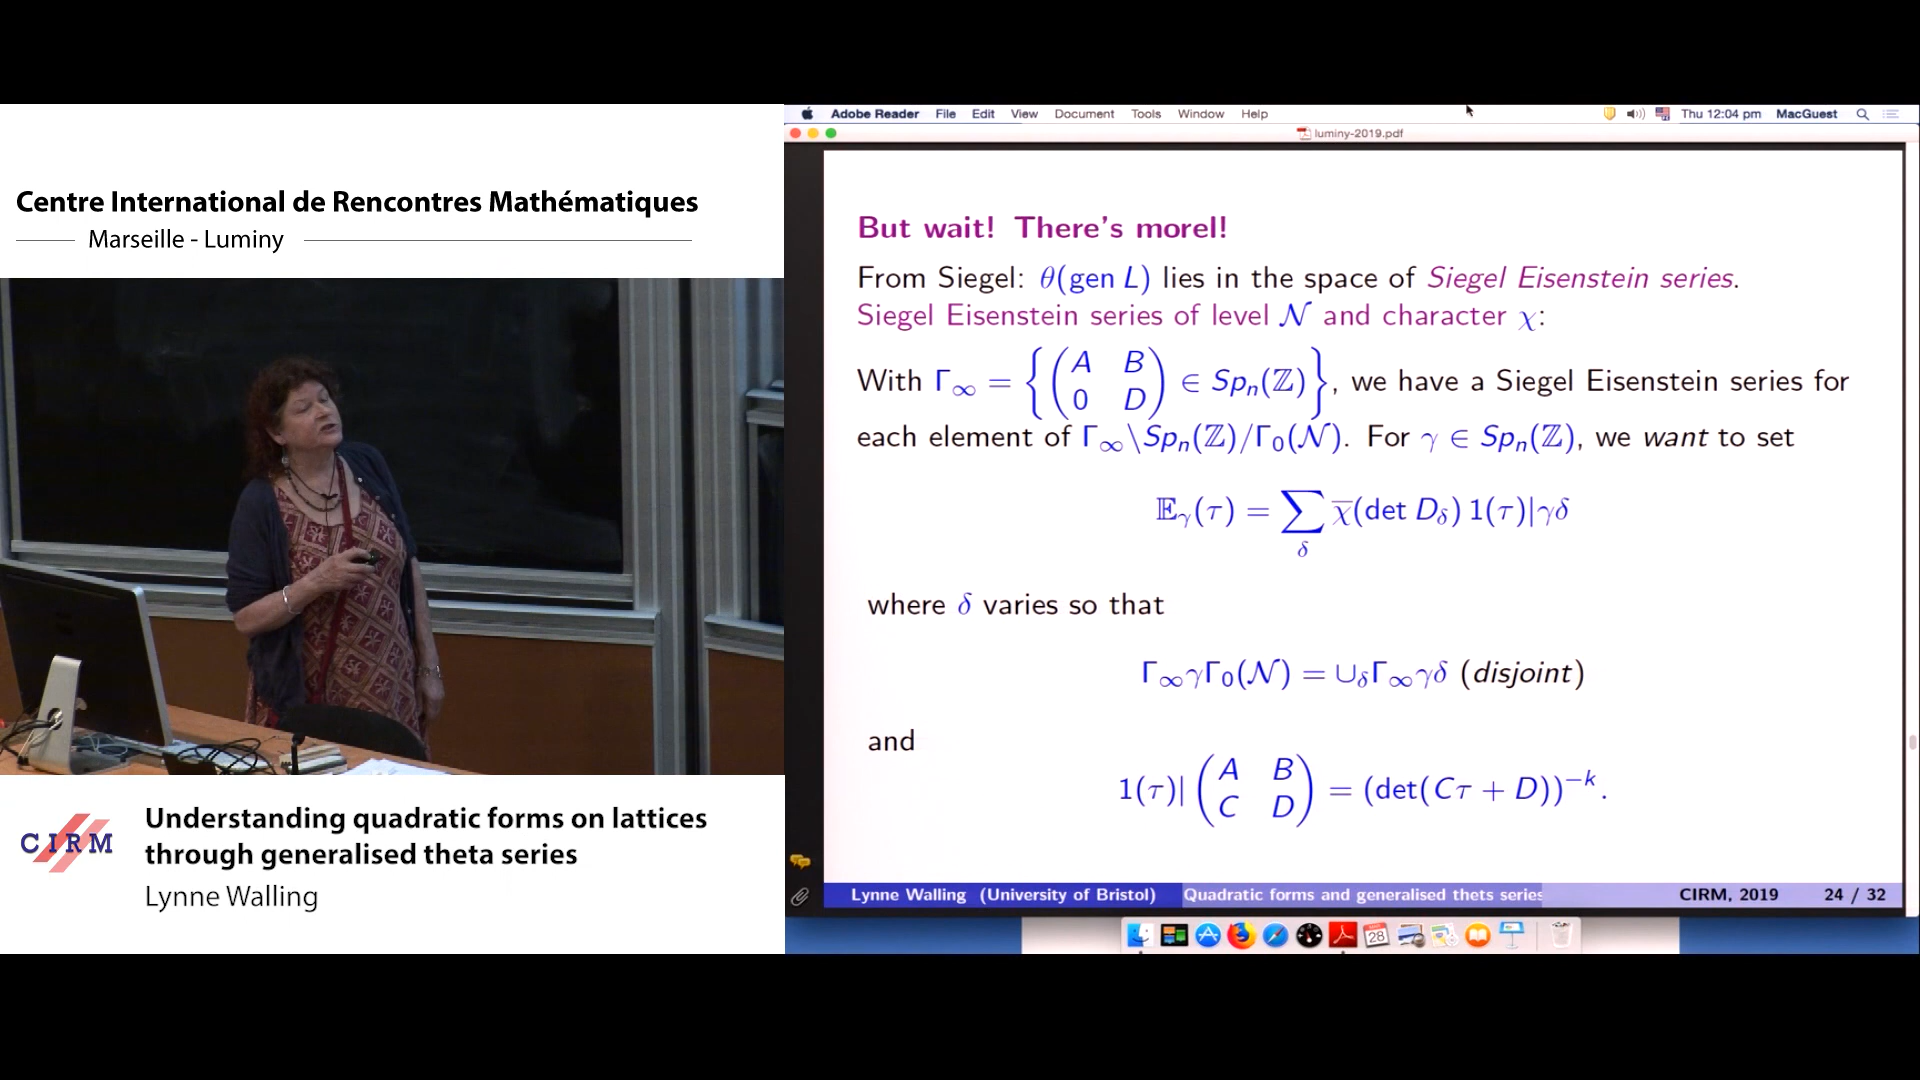 Centre International de Rencontres Mathématiques
Marseille - Luminy
CIRM
Understanding quadratic forms on lattices
through generalised theta series
Lynne Walling
Adobe Reader File Edit View Document Tools Window Help Thu 12:04 pm MacGuest
luminy-2019.pdf
But wait! There's morel!
From Siegel: θ(gen L) lies in the space of Siegel Eisenstein series.
Siegel Eisenstein series of level 𝒩 and character χ:
With Γ∞ = { (A B; 0 D) ∈ Spₙ(ℤ) }, we have a Siegel Eisenstein series for
each element of Γ∞\Spₙ(ℤ)/Γ₀(𝒩). For γ ∈ Spₙ(ℤ), we want to set
𝔼_γ(τ) = ∑_δ χ̅(det D_δ) 1(τ)|γδ
where δ varies so that
Γ∞γΓ₀(𝒩) = ∪_δ Γ∞γδ (disjoint)
and
1(τ)| (A B; C D) = (det(Cτ + D))^{-k}.
Lynne Walling (University of Bristol) Quadratic forms and generalised thets series CIRM, 2019 24 / 32
28